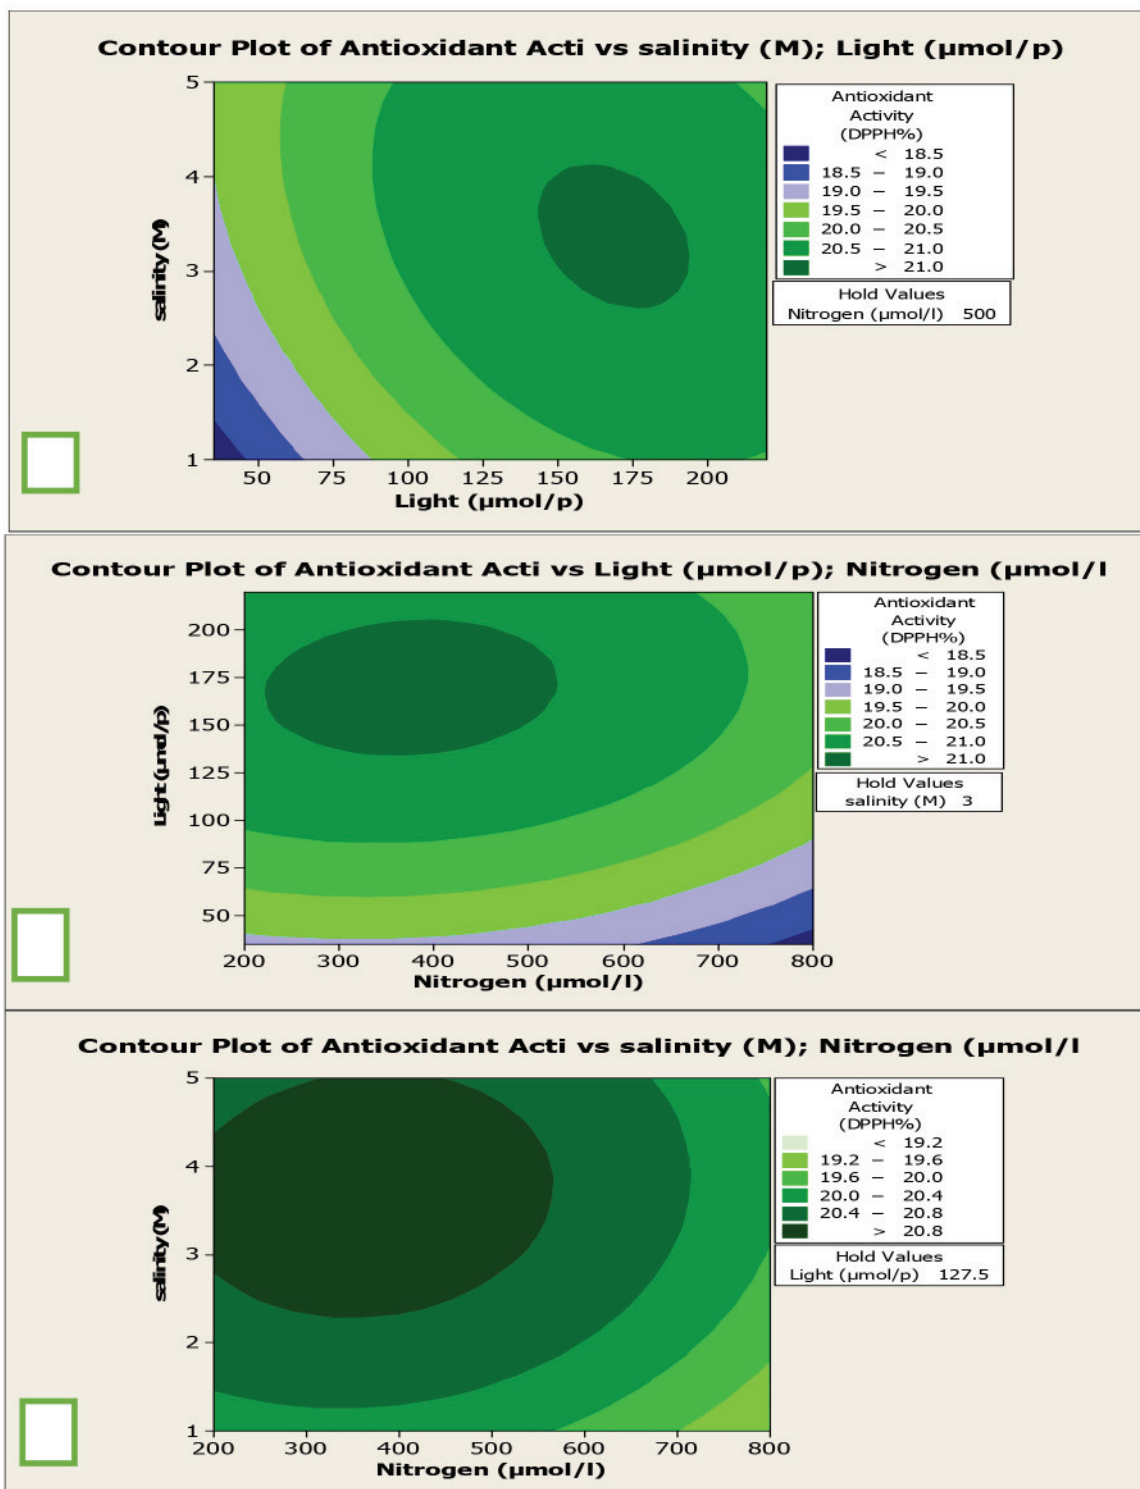 Contour Plot of Antioxidant Acti vs salinity (M); Light (µmol/p)
5
4
3
2
1
salinity (M)
50 75 100 125 150 175 200
Light (µmol/p)
Antioxidant
Activity
(DPPH%)
< 18.5
18.5 – 19.0
19.0 – 19.5
19.5 – 20.0
20.0 – 20.5
20.5 – 21.0
> 21.0
Hold Values
Nitrogen (µmol/l) 500
Contour Plot of Antioxidant Acti vs Light (µmol/p); Nitrogen (µmol/l
200
175
150
125
100
75
50
Light (µmol/p)
200 300 400 500 600 700 800
Nitrogen (µmol/l)
Antioxidant
Activity
(DPPH%)
< 18.5
18.5 – 19.0
19.0 – 19.5
19.5 – 20.0
20.0 – 20.5
20.5 – 21.0
> 21.0
Hold Values
salinity (M) 3
Contour Plot of Antioxidant Acti vs salinity (M); Nitrogen (µmol/l
5
4
3
2
1
salinity (M)
200 300 400 500 600 700 800
Nitrogen (µmol/l)
Antioxidant
Activity
(DPPH%)
< 19.2
19.2 – 19.6
19.6 – 20.0
20.0 – 20.4
20.4 – 20.8
> 20.8
Hold Values
Light (µmol/p) 127.5